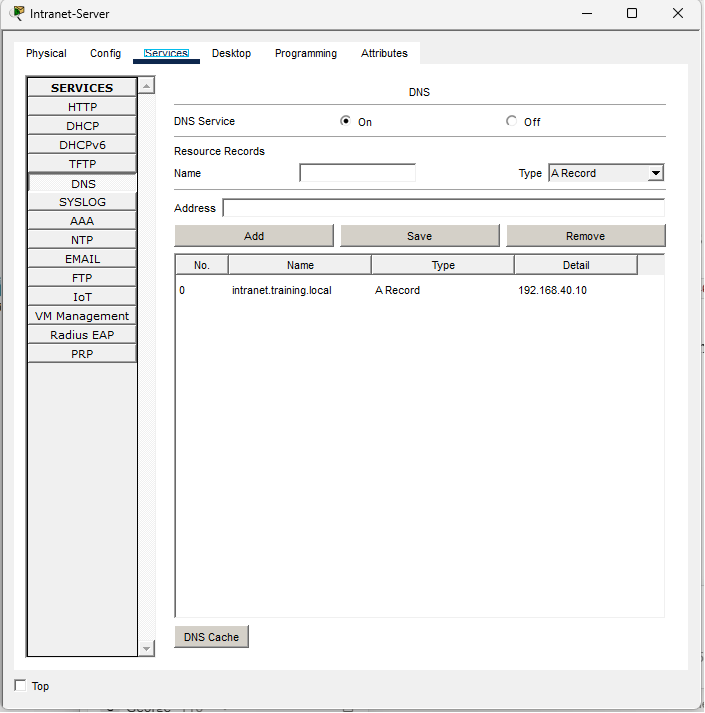 Intranet-Server
Physical Config Services Desktop Programming Attributes
SERVICES
HTTP
DHCP
DHCPv6
TFTP
DNS
SYSLOG
AAA
NTP
EMAIL
FTP
IoT
VM Management
Radius EAP
PRP
DNS
DNS Service On Off
Resource Records
Name Type A Record
Address
Add Save Remove
No. Name Type Detail
0 intranet.training.local A Record 192.168.40.10
DNS Cache
Top